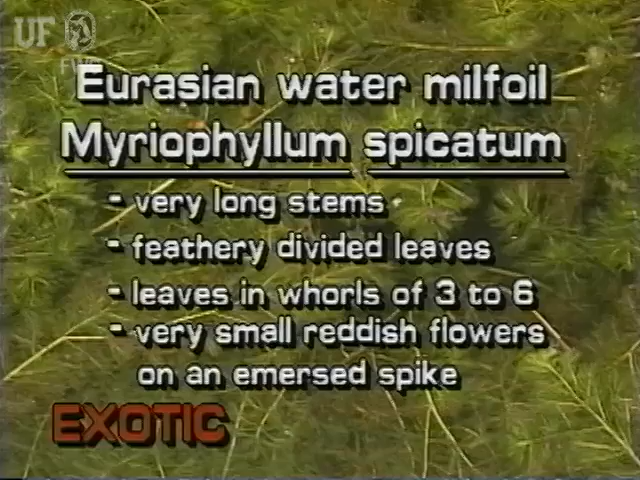 UF
FWC
Eurasian water milfoil
Myriophyllum spicatum
- very long stems
- feathery divided leaves
- leaves in whorls of 3 to 6
- very small reddish flowers
on an emersed spike
EXOTIC